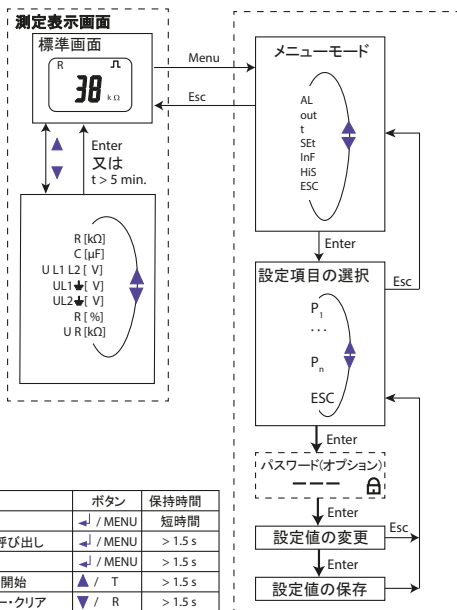 測定表示画面
標準画面
R
38 kΩ
Menu
Esc
Enter
又は
t > 5 min.
R [kΩ]
C [µF]
U L1 L2 [ V]
UL1 [ V]
UL2 [ V]
R [ %]
U R [kΩ]
メニューモード
AL
out
t
SEt
InF
HiS
ESC
Enter
Esc
設定項目の選択
P1
...
Pn
ESC
Enter
パスワード(オプション)
Enter
設定値の変更
Esc
Enter
設定値の保存
ボタン 保持時間
/ MENU 短時間
呼び出し / MENU > 1.5 s
/ MENU > 1.5 s
開始 ▲ / T > 1.5 s
ー・クリア ▼ / R > 1.5 s